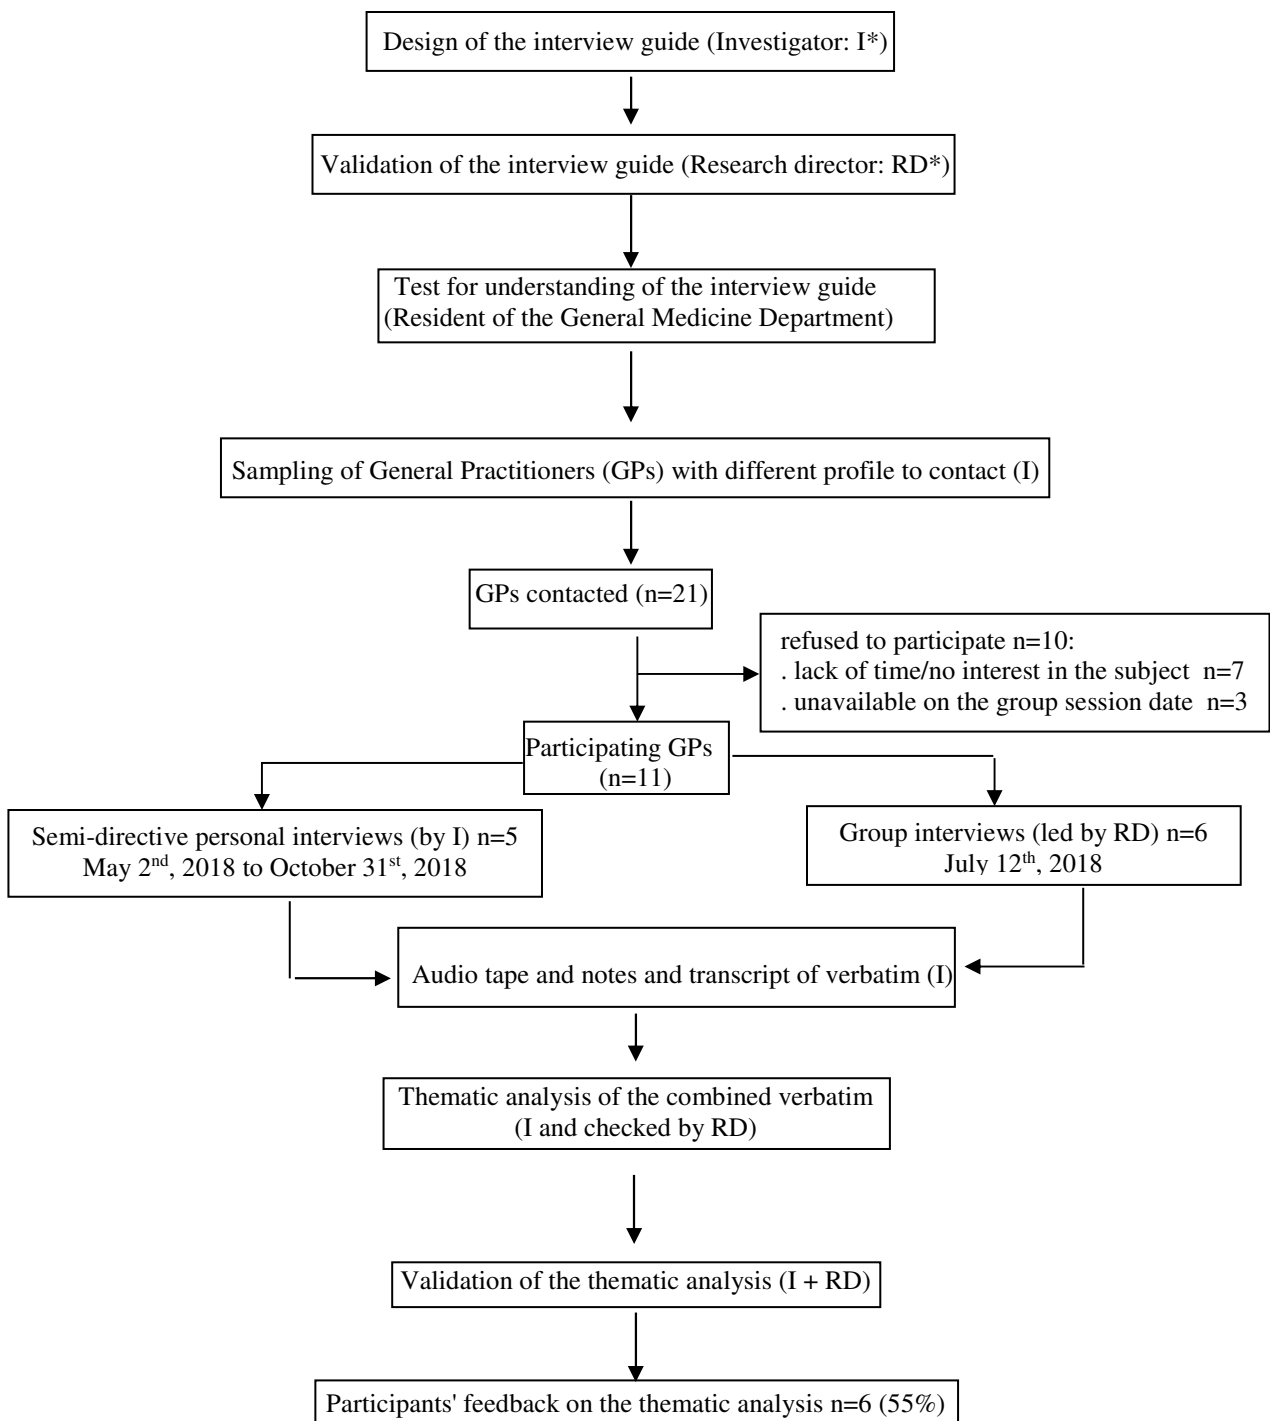 Design of the interview guide (Investigator: I*)
Validation of the interview guide (Research director: RD*)
Test for understanding of the interview guide
(Resident of the General Medicine Department)
Sampling of General Practitioners (GPs) with different profile to contact (I)
GPs contacted (n=21)
refused to participate n=10:
. lack of time/no interest in the subject  n=7
. unavailable on the group session date  n=3
Participating GPs
(n=11)
Semi-directive personal interviews (by I) n=5
May 2nd, 2018 to October 31st, 2018
Group interviews (led by RD) n=6
July 12th, 2018
Audio tape and notes and transcript of verbatim (I)
Thematic analysis of the combined verbatim
(I and checked by RD)
Validation of the thematic analysis (I + RD)
Participants' feedback on the thematic analysis n=6 (55%)